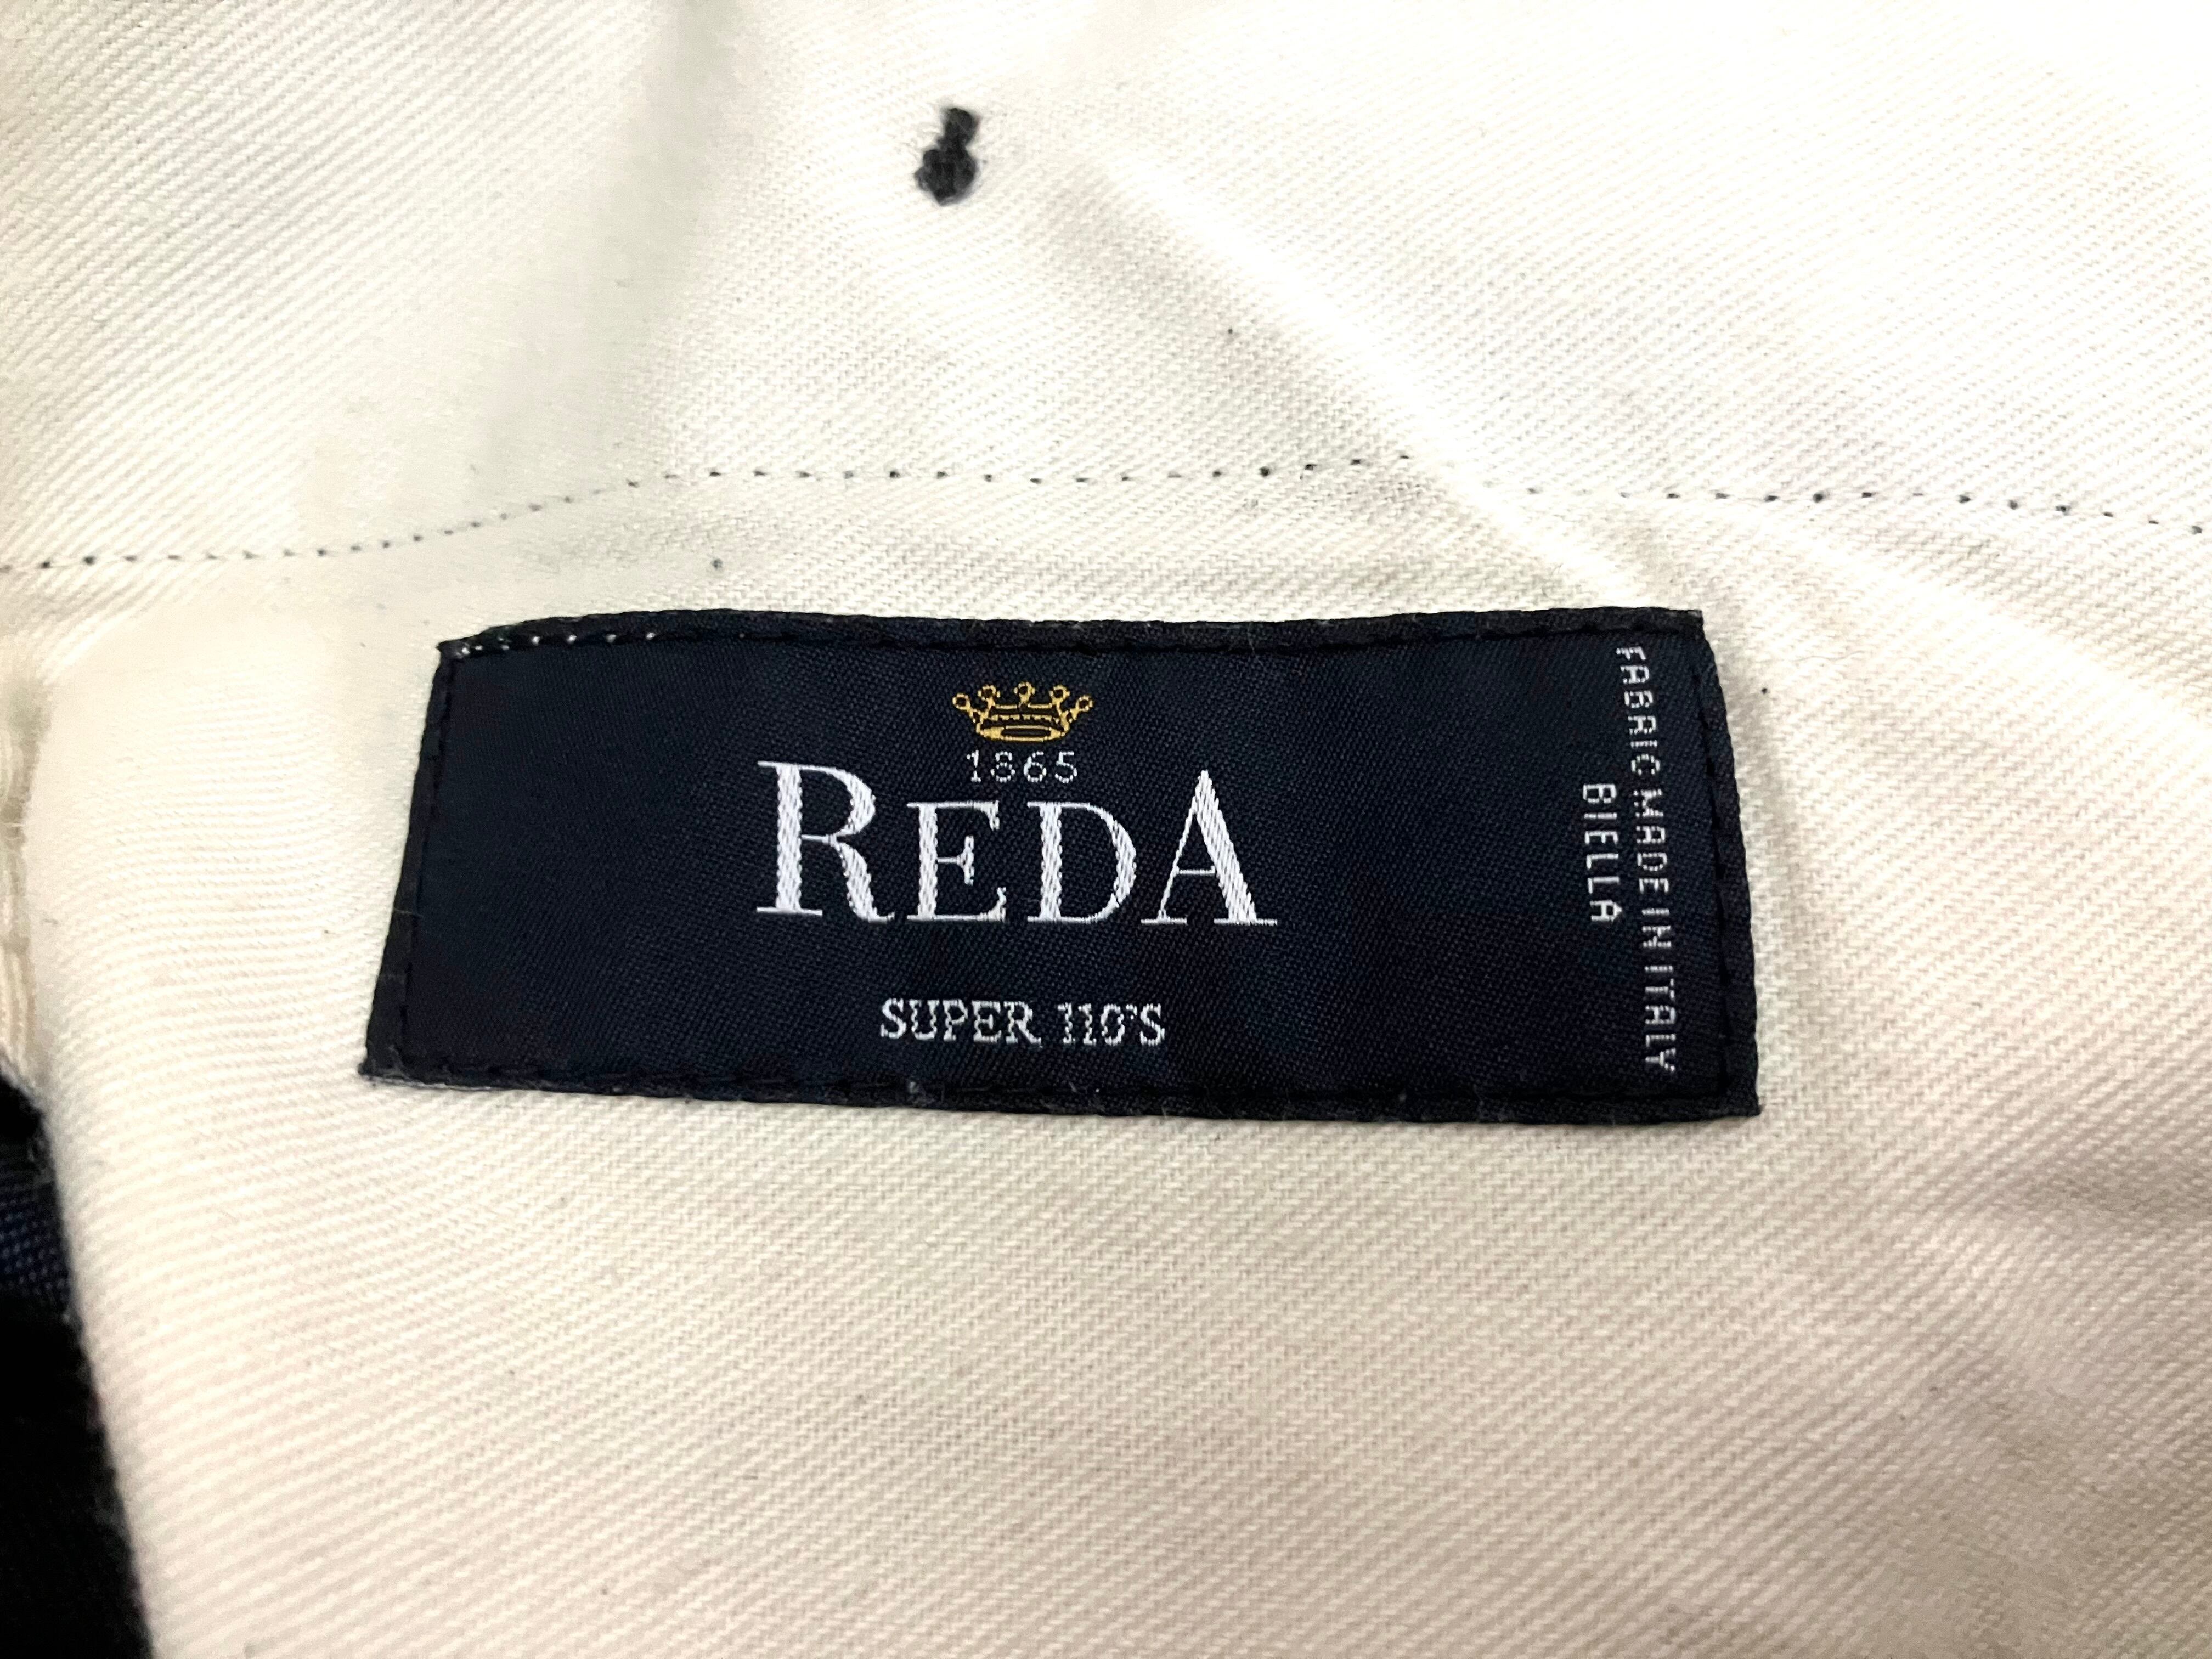 1865
REDA
SUPER 110'S
FABRIC MADE IN ITALY
BIELLA